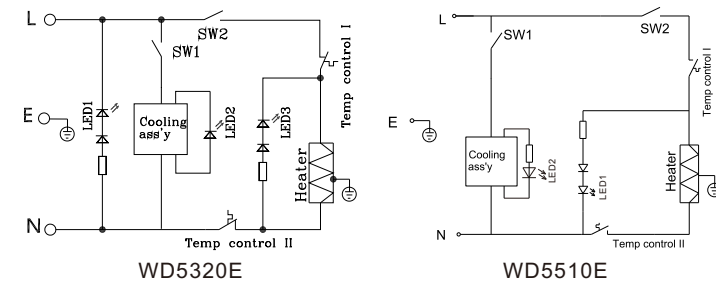 L
SW2
SW1
Temp control I
E
LED1
Cooling
ass'y
LED2
LED3
Heater
N
Temp control II
WD5320E
L
SW2
SW1
Temp control I
E
Cooling
ass'y
LED2
LED1
Heater
N
Temp control II
WD5510E